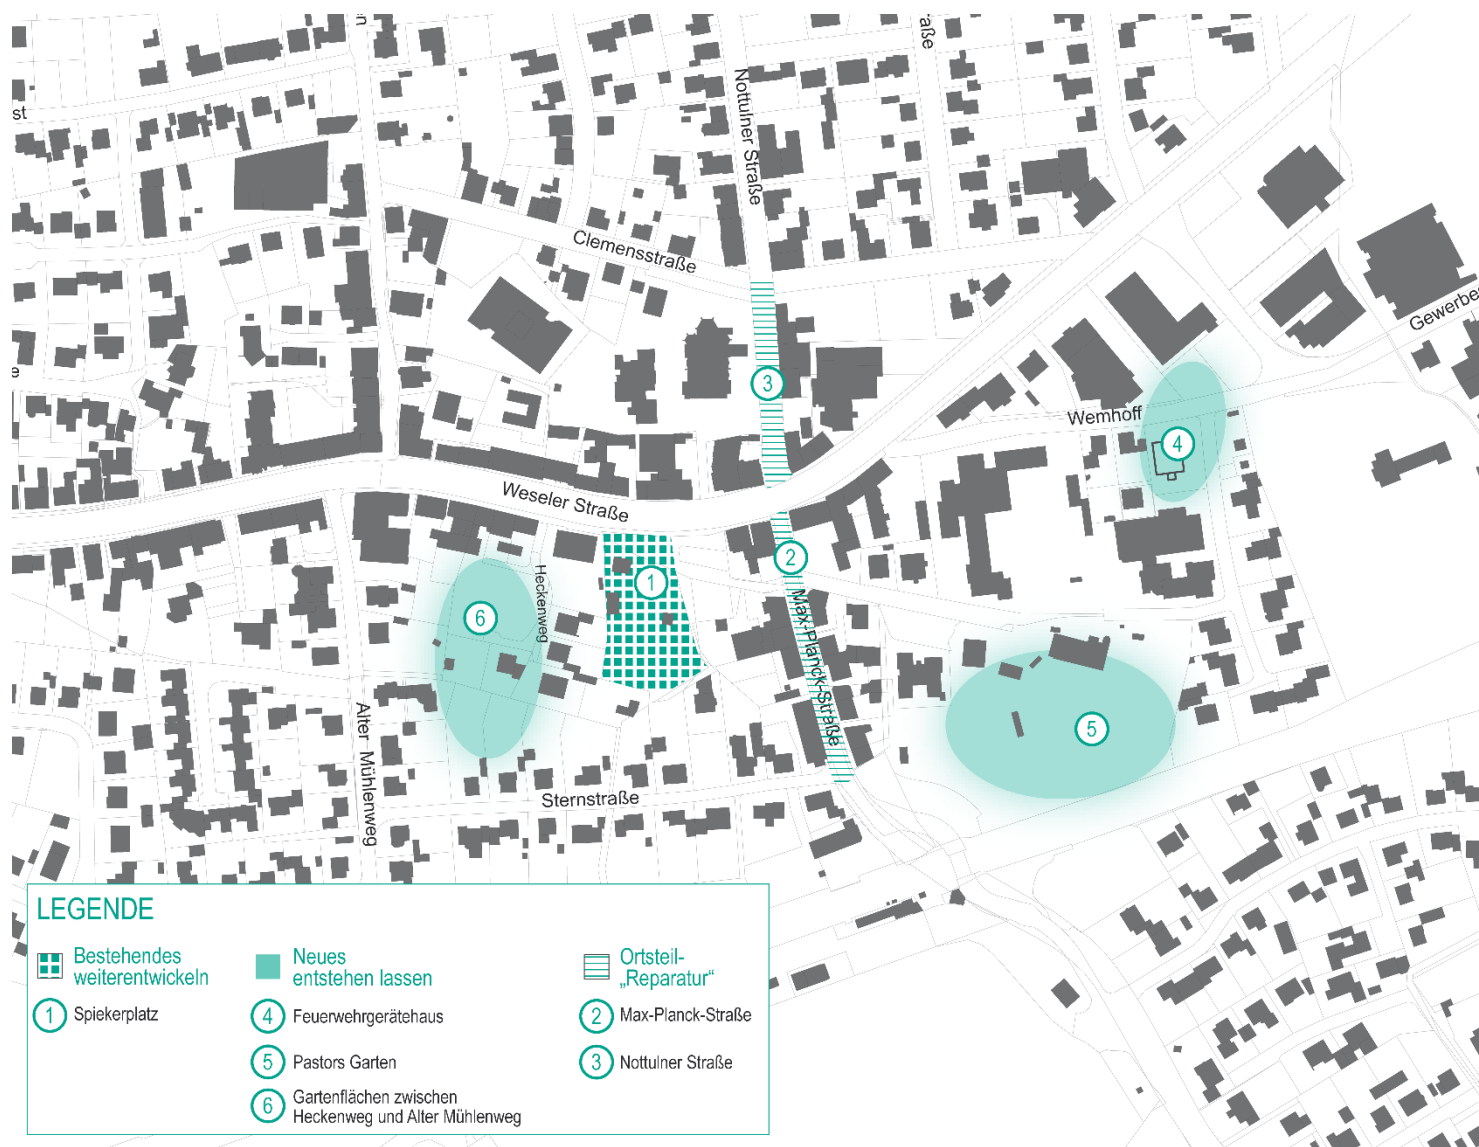 n
raße
st
Nottulner Straße
Clemensstraße
Gewerbe
3
e
Wemhoff
4
Weseler Straße
2
Heckenweg
1
6
Max-Planck-Straße
5
Alter Mühlenweg
Sternstraße
LEGENDE
Bestehendes
weiterentwickeln
1 Spiekerplatz
Neues
entstehen lassen
4 Feuerwehrgerätehaus
5 Pastors Garten
6 Gartenflächen zwischen
Heckenweg und Alter Mühlenweg
Ortsteil-
„Reparatur“
2 Max-Planck-Straße
3 Nottulner Straße